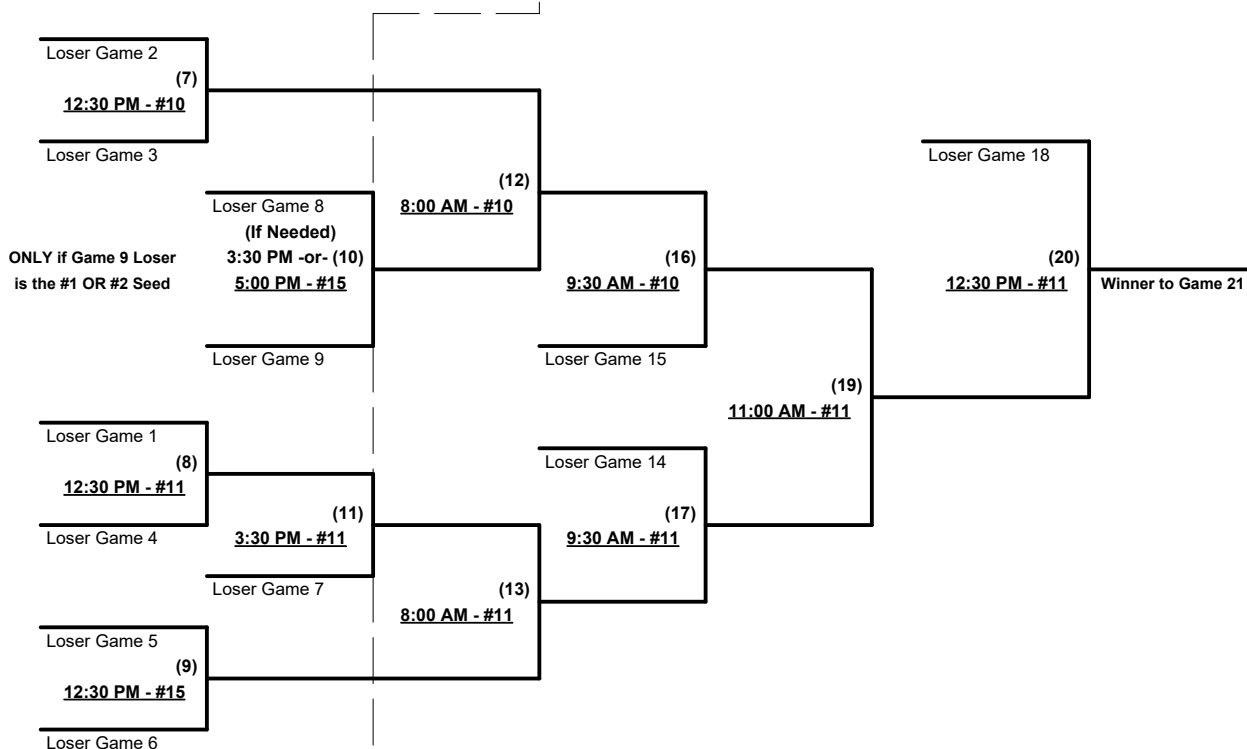 Loser Game 2
(7)
12:30 PM - #10
Loser Game 3
Loser Game 8
(If Needed)
3:30 PM -or- (10)
5:00 PM - #15
Loser Game 9
ONLY if Game 9 Loser
is the #1 OR #2 Seed
(12)
8:00 AM - #10
(16)
9:30 AM - #10
Loser Game 15
Loser Game 18
(20)
12:30 PM - #11
Winner to Game 21
(19)
11:00 AM - #11
Loser Game 1
(8)
12:30 PM - #11
Loser Game 4
(11)
3:30 PM - #11
Loser Game 7
Loser Game 14
(17)
9:30 AM - #11
(13)
8:00 AM - #11
Loser Game 5
(9)
12:30 PM - #15
Loser Game 6